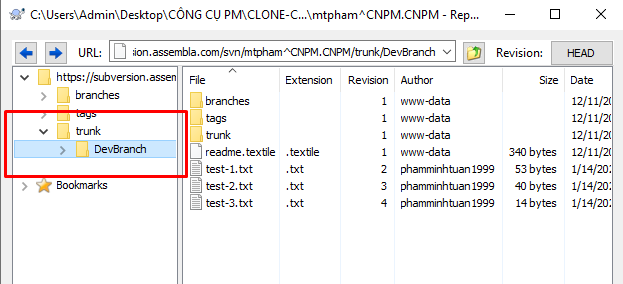 C:\Users\Admin\Desktop\CÔNG CỤ PM\CLONE-C...\mtpham^CNPM.CNPM - Rep...
URL: ion.assembla.com/svn/mtpham^CNPM.CNPM/trunk/DevBranch Revision: HEAD
https://subversion.assem
branches
tags
trunk
DevBranch
Bookmarks
File Extension Revision Author Size Date
branches 1 www-data 12/11/20
tags 1 www-data 12/11/20
trunk 1 www-data 12/11/20
readme.textile .textile 1 www-data 340 bytes 12/11/20
test-1.txt .txt 2 phamminhtuan1999 53 bytes 1/14/202
test-2.txt .txt 3 phamminhtuan1999 40 bytes 1/14/202
test-3.txt .txt 4 phamminhtuan1999 14 bytes 1/14/202